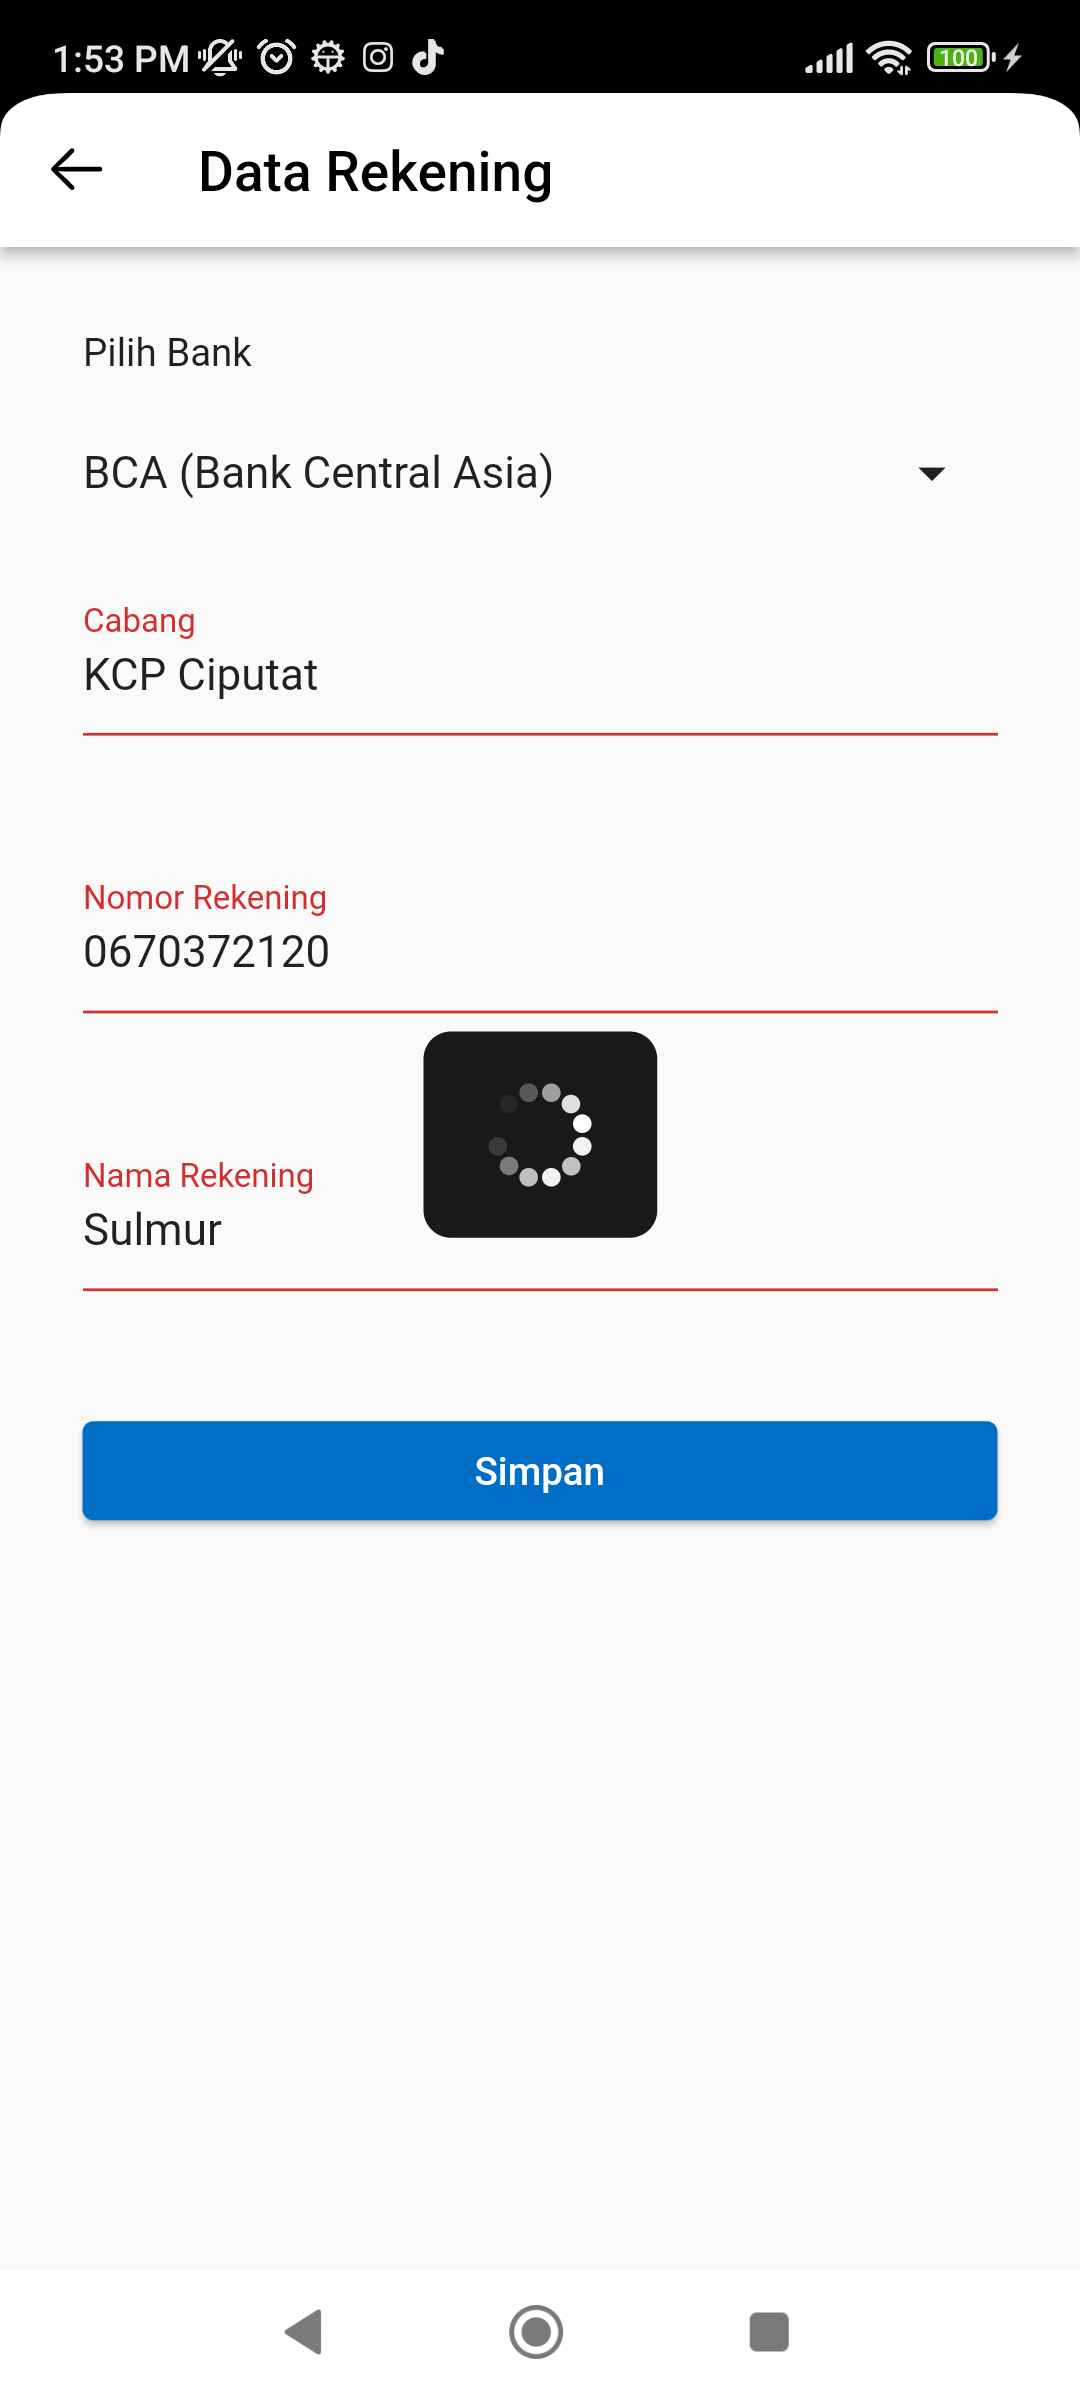 1:53 PM
100
Data Rekening
Pilih Bank
BCA (Bank Central Asia)
Cabang
KCP Ciputat
Nomor Rekening
0670372120
Nama Rekening
Sulmur
Simpan